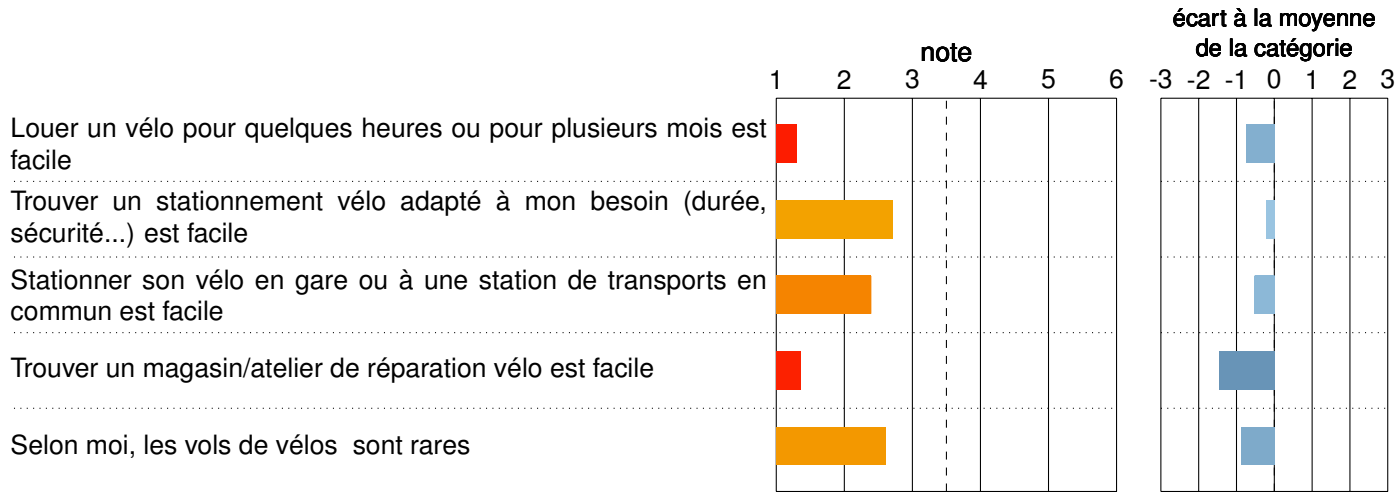 écart à la moyenne
de la catégorie
note
1 2 3 4 5 6
-3 -2 -1 0 1 2 3
Louer un vélo pour quelques heures ou pour plusieurs mois est
facile
Trouver un stationnement vélo adapté à mon besoin (durée,
sécurité...) est facile
Stationner son vélo en gare ou à une station de transports en
commun est facile
Trouver un magasin/atelier de réparation vélo est facile
Selon moi, les vols de vélos sont rares